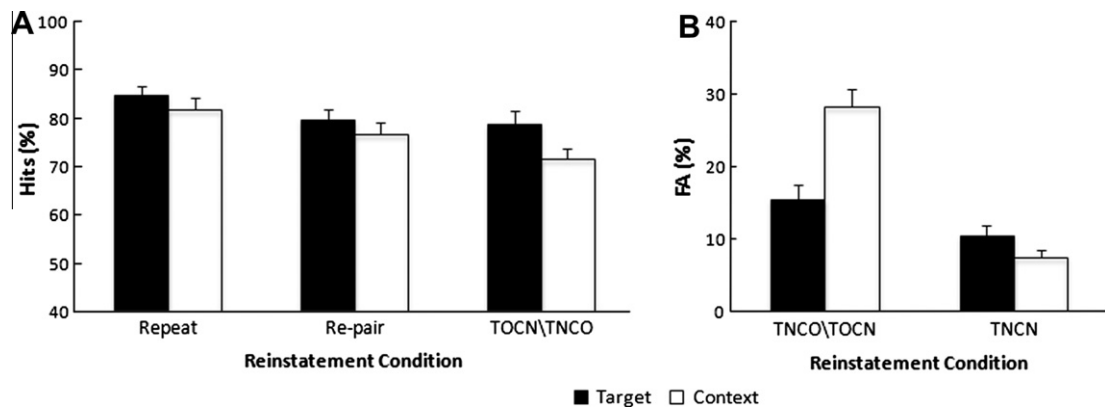 A
100
90
80
70
60
50
40
Hits (%)
Repeat
Re-pair
TOCN\TNCO
Reinstatement Condition
B
40
30
20
10
0
FA (%)
TNCO\TOCN
TNCN
Reinstatement Condition
Target
Context